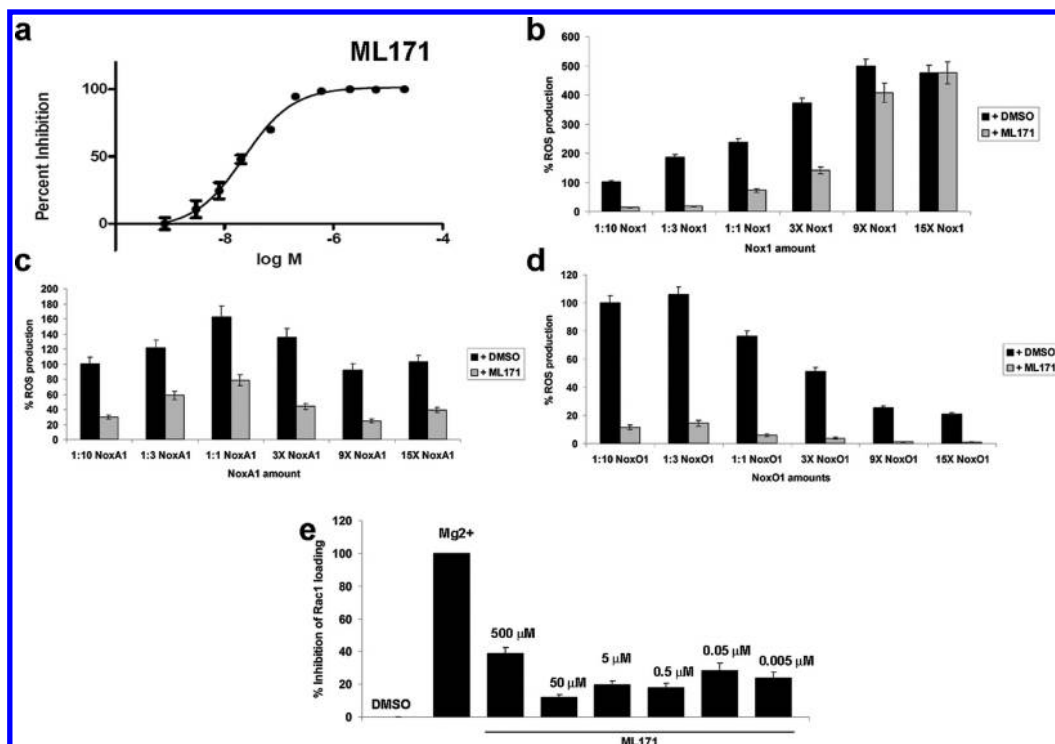 a
ML171
Percent Inhibition
100
50
0
-8
-6
-4
log M
b
% ROS production
600
500
400
300
200
100
0
1:10 Nox1
1:3 Nox1
1:1 Nox1
3X Nox1
9X Nox1
15X Nox1
Nox1 amount
+ DMSO
+ ML171
c
% ROS production
200
180
160
140
120
100
80
60
40
20
0
1:10 NoxA1
1:3 NoxA1
1:1 NoxA1
3X NoxA1
9X NoxA1
15X NoxA1
NoxA1 amount
+ DMSO
+ ML171
d
% ROS production
120
100
80
60
40
20
0
1:10 NoxO1
1:3 NoxO1
1:1 NoxO1
3X NoxO1
9X NoxO1
15X NoxO1
NoxO1 amounts
+ DMSO
+ ML171
e
% Inhibition of Rac1 loading
120
100
80
60
40
20
0
DMSO
Mg2+
500 µM
50 µM
5 µM
0.5 µM
0.05 µM
0.005 µM
ML171